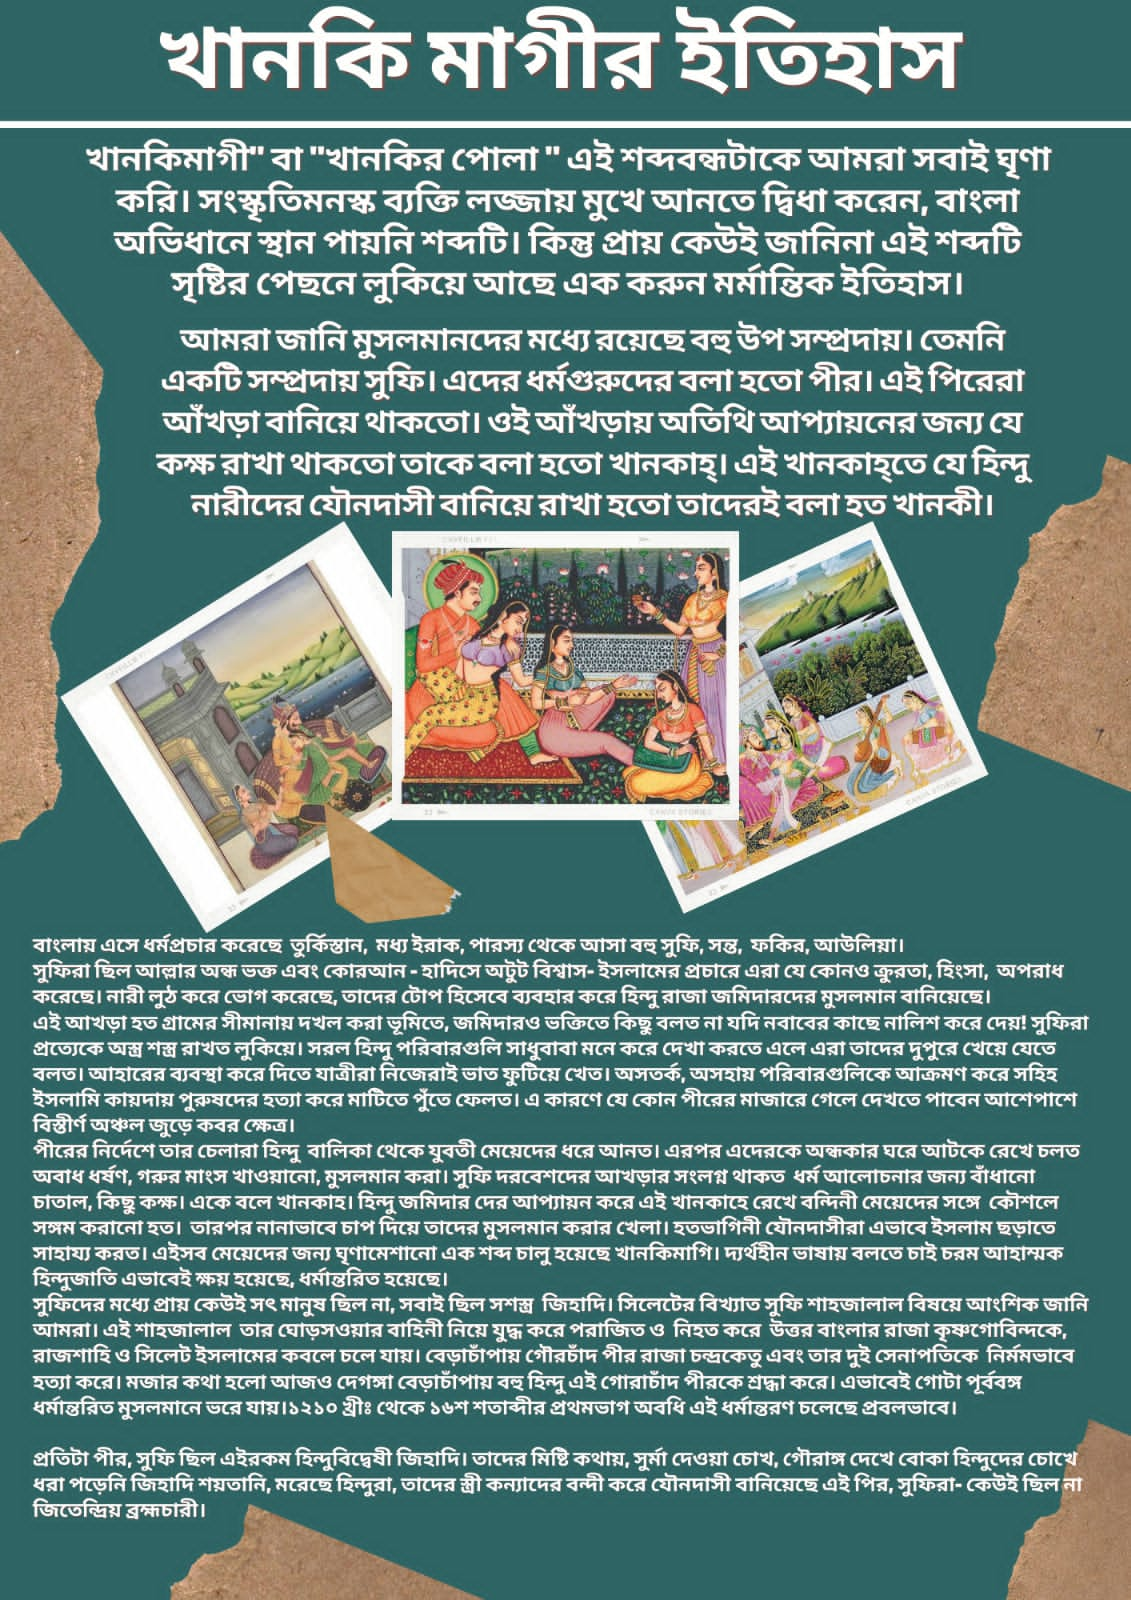 খানকি মাগীর ইতিহাস
খানকিমাগী" বা "খানকির পোলা " এই শব্দবন্ধটাকে আমরা সবাই ঘৃণা
করি। সংস্কৃতিমনস্ক ব্যক্তি লজ্জায় মুখে আনতে দ্বিধা করেন, বাংলা
অভিধানে স্থান পায়নি শব্দটি। কিন্তু প্রায় কেউই জানিনা এই শব্দটি
সৃষ্টির পেছনে লুকিয়ে আছে এক করুন মর্মান্তিক ইতিহাস।
আমরা জানি মুসলমানদের মধ্যে রয়েছে বহু উপ সম্প্রদায়। তেমনি
একটি সম্প্রদায় সুফি। এদের ধর্মগুরুদের বলা হতো পীর। এই পিরেরা
আঁখড়া বানিয়ে থাকতো। ওই আঁখড়ায় অতিথি আপ্যায়নের জন্য যে
কক্ষ রাখা থাকতো তাকে বলা হতো খানকাহ্। এই খানকাহ্‌তে যে হিন্দু
নারীদের যৌনদাসী বানিয়ে রাখা হতো তাদেরই বলা হত খানকী।
CANVA STORIES
33
CANVA STORIES
33
বাংলায় এসে ধর্মপ্রচার করেছে তুর্কিস্তান, মধ্য ইরাক, পারস্য থেকে আসা বহু সুফি, সন্ত, ফকির, আউলিয়া।
সুফিরা ছিল আল্লার অন্ধ ভক্ত এবং কোরআন - হাদিসে অটুট বিশ্বাস- ইসলামের প্রচারে এরা যে কোনও ক্রুরতা, হিংসা, অপরাধ
করেছে। নারী লুঠ করে ভোগ করেছে, তাদের টোপ হিসেবে ব্যবহার করে হিন্দু রাজা জমিদারদের মুসলমান বানিয়েছে।
এই আখড়া হত গ্রামের সীমানায় দখল করা ভূমিতে, জমিদারও ভক্তিতে কিছু বলত না যদি নবাবের কাছে নালিশ করে দেয়! সুফিরা
প্রত্যেকে অস্ত্র শস্ত্র রাখত লুকিয়ে। সরল হিন্দু পরিবারগুলি সাধুবাবা মনে করে দেখা করতে এলে এরা তাদের দুপুরে খেয়ে যেতে
বলত। আহারের ব্যবস্থা করে দিতে যাত্রীরা নিজেরাই ভাত ফুটিয়ে খেত। অসতর্ক, অসহায় পরিবারগুলিকে আক্রমণ করে সহিহ
ইসলামি কায়দায় পুরুষদের হত্যা করে মাটিতে পুঁতে ফেলত। এ কারণে যে কোন পীরের মাজারে গেলে দেখতে পাবেন আশেপাশে
বিস্তীর্ণ অঞ্চল জুড়ে কবর ক্ষেত্র।
পীরের নির্দেশে তার চেলারা হিন্দু বালিকা থেকে যুবতী মেয়েদের ধরে আনত। এরপর এদেরকে অন্ধকার ঘরে আটকে রেখে চলত
অবাধ ধর্ষণ, গরুর মাংস খাওয়ানো, মুসলমান করা। সুফি দরবেশদের আখড়ার সংলগ্ন থাকত ধর্ম আলোচনার জন্য বাঁধানো
চাতাল, কিছু কক্ষ। একে বলে খানকাহ। হিন্দু জমিদার দের আপ্যায়ন করে এই খানকাহে রেখে বন্দিনী মেয়েদের সঙ্গে কৌশলে
সঙ্গম করানো হত। তারপর নানাভাবে চাপ দিয়ে তাদের মুসলমান করার খেলা। হতভাগিনী যৌনদাসীরা এভাবে ইসলাম ছড়াতে
সাহায্য করত। এইসব মেয়েদের জন্য ঘৃণামেশানো এক শব্দ চালু হয়েছে খানকিমাগি। দ্যর্থহীন ভাষায় বলতে চাই চরম আহাম্মক
হিন্দুজাতি এভাবেই ক্ষয় হয়েছে, ধর্মান্তরিত হয়েছে।
সুফিদের মধ্যে প্রায় কেউই সৎ মানুষ ছিল না, সবাই ছিল সশস্ত্র জিহাদি। সিলেটের বিখ্যাত সুফি শাহজালাল বিষয়ে আংশিক জানি
আমরা। এই শাহজালাল তার ঘোড়সওয়ার বাহিনী নিয়ে যুদ্ধ করে পরাজিত ও নিহত করে উত্তর বাংলার রাজা কৃষ্ণগোবিন্দকে,
রাজশাহি ও সিলেট ইসলামের কবলে চলে যায়। বেড়াচাঁপায় গৌরচাঁদ পীর রাজা চন্দ্রকেতু এবং তার দুই সেনাপতিকে নির্মমভাবে
হত্যা করে। মজার কথা হলো আজও দেগঙ্গা বেড়াচাঁপায় বহু হিন্দু এই গোরাচাঁদ পীরকে শ্রদ্ধা করে। এভাবেই গোটা পূর্ববঙ্গ
ধর্মান্তরিত মুসলমানে ভরে যায়।১২১০ খ্রীঃ থেকে ১৬শ শতাব্দীর প্রথমভাগ অবধি এই ধর্মান্তরণ চলেছে প্রবলভাবে।
প্রতিটা পীর, সুফি ছিল এইরকম হিন্দুবিদ্বেষী জিহাদি। তাদের মিষ্টি কথায়, সুর্মা দেওয়া চোখ, গৌরাঙ্গ দেখে বোকা হিন্দুদের চোখে
ধরা পড়েনি জিহাদি শয়তানি, মরেছে হিন্দুরা, তাদের স্ত্রী কন্যাদের বন্দী করে যৌনদাসী বানিয়েছে এই পির, সুফিরা- কেউই ছিল না
জিতেন্দ্রিয় ব্রহ্মচারী।